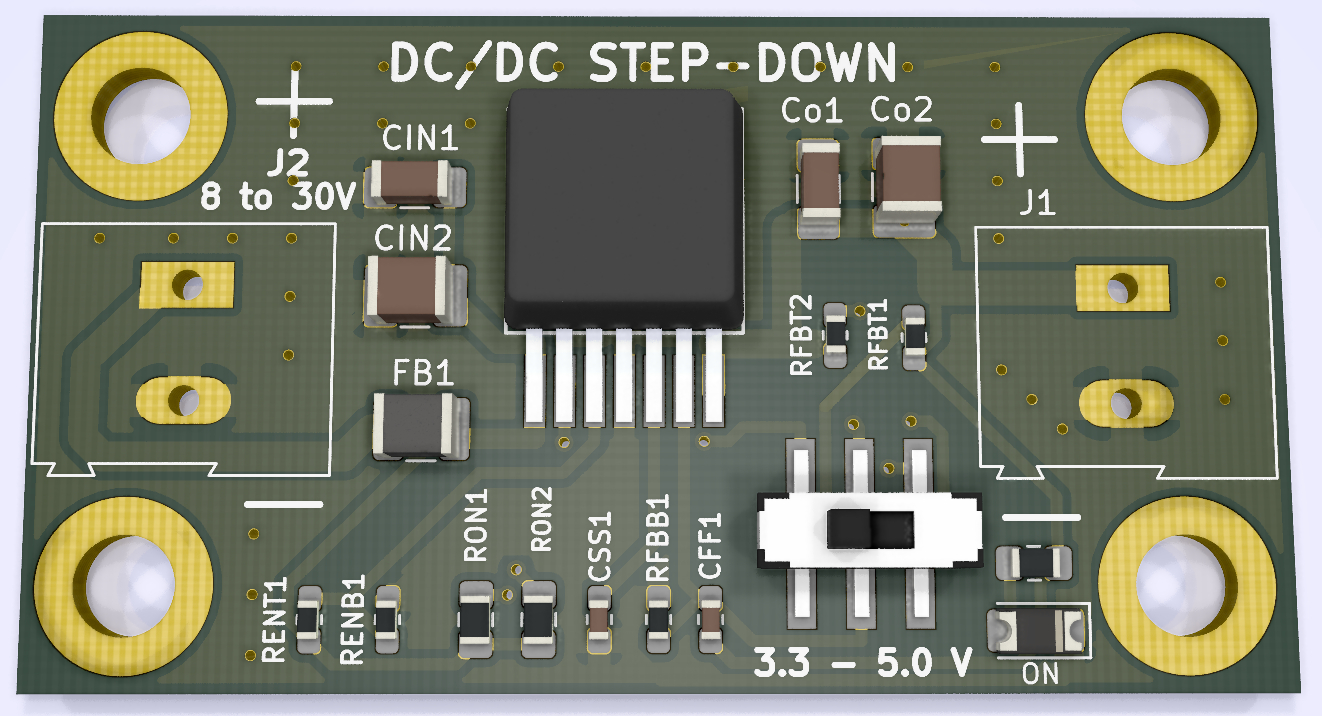 DC/DC STEP-DOWN
+
CIN1
J2
8 to 30V
CIN2
FB1
Co1
Co2
+
J1
RFBT2
RFBT1
RENT1
RENB1
RON1
RON2
CSS1
RFBB1
CFF1
3.3 - 5.0 V
ON